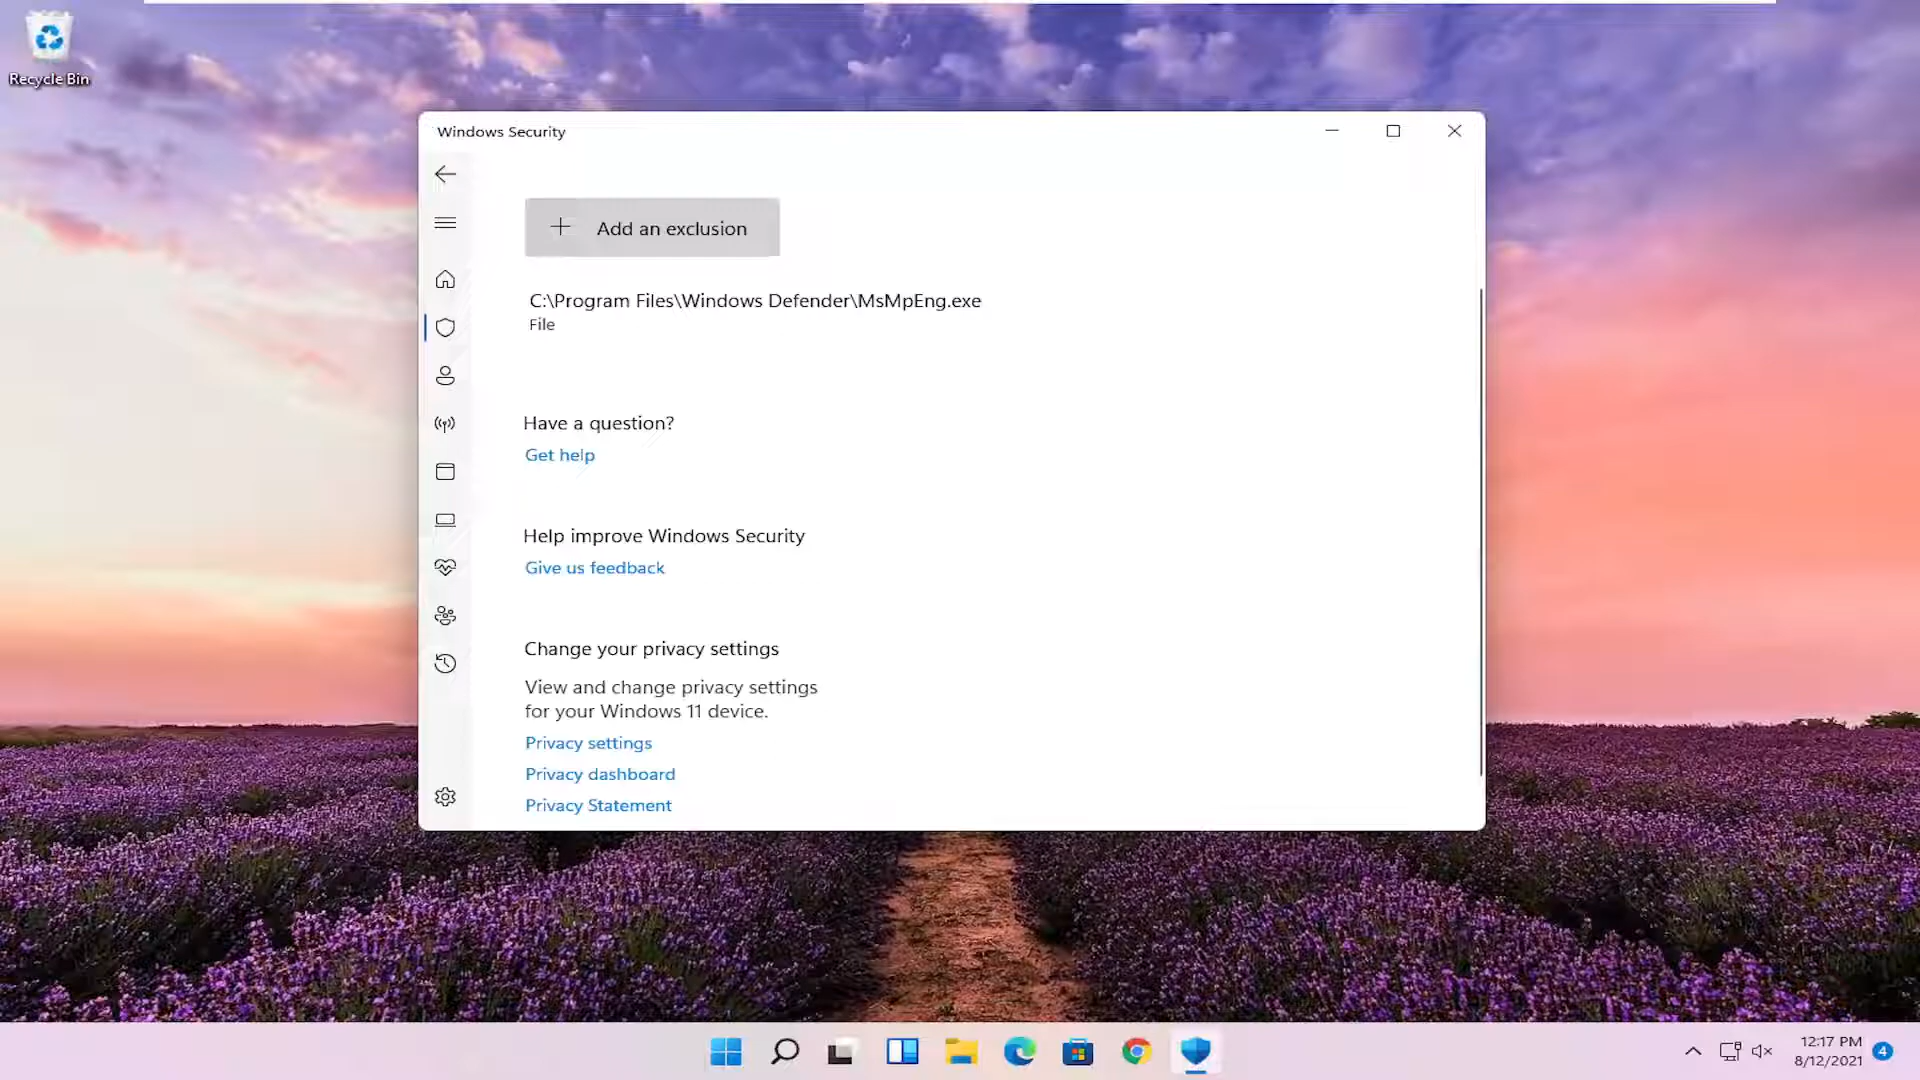 Recycle Bin
Windows Security
Add an exclusion
C:\Program Files\Windows Defender\MsMpEng.exe
File
Have a question?
Get help
Help improve Windows Security
Give us feedback
Change your privacy settings
View and change privacy settings
for your Windows 11 device.
Privacy settings
Privacy dashboard
Privacy Statement
12:17 PM
8/12/2021
4